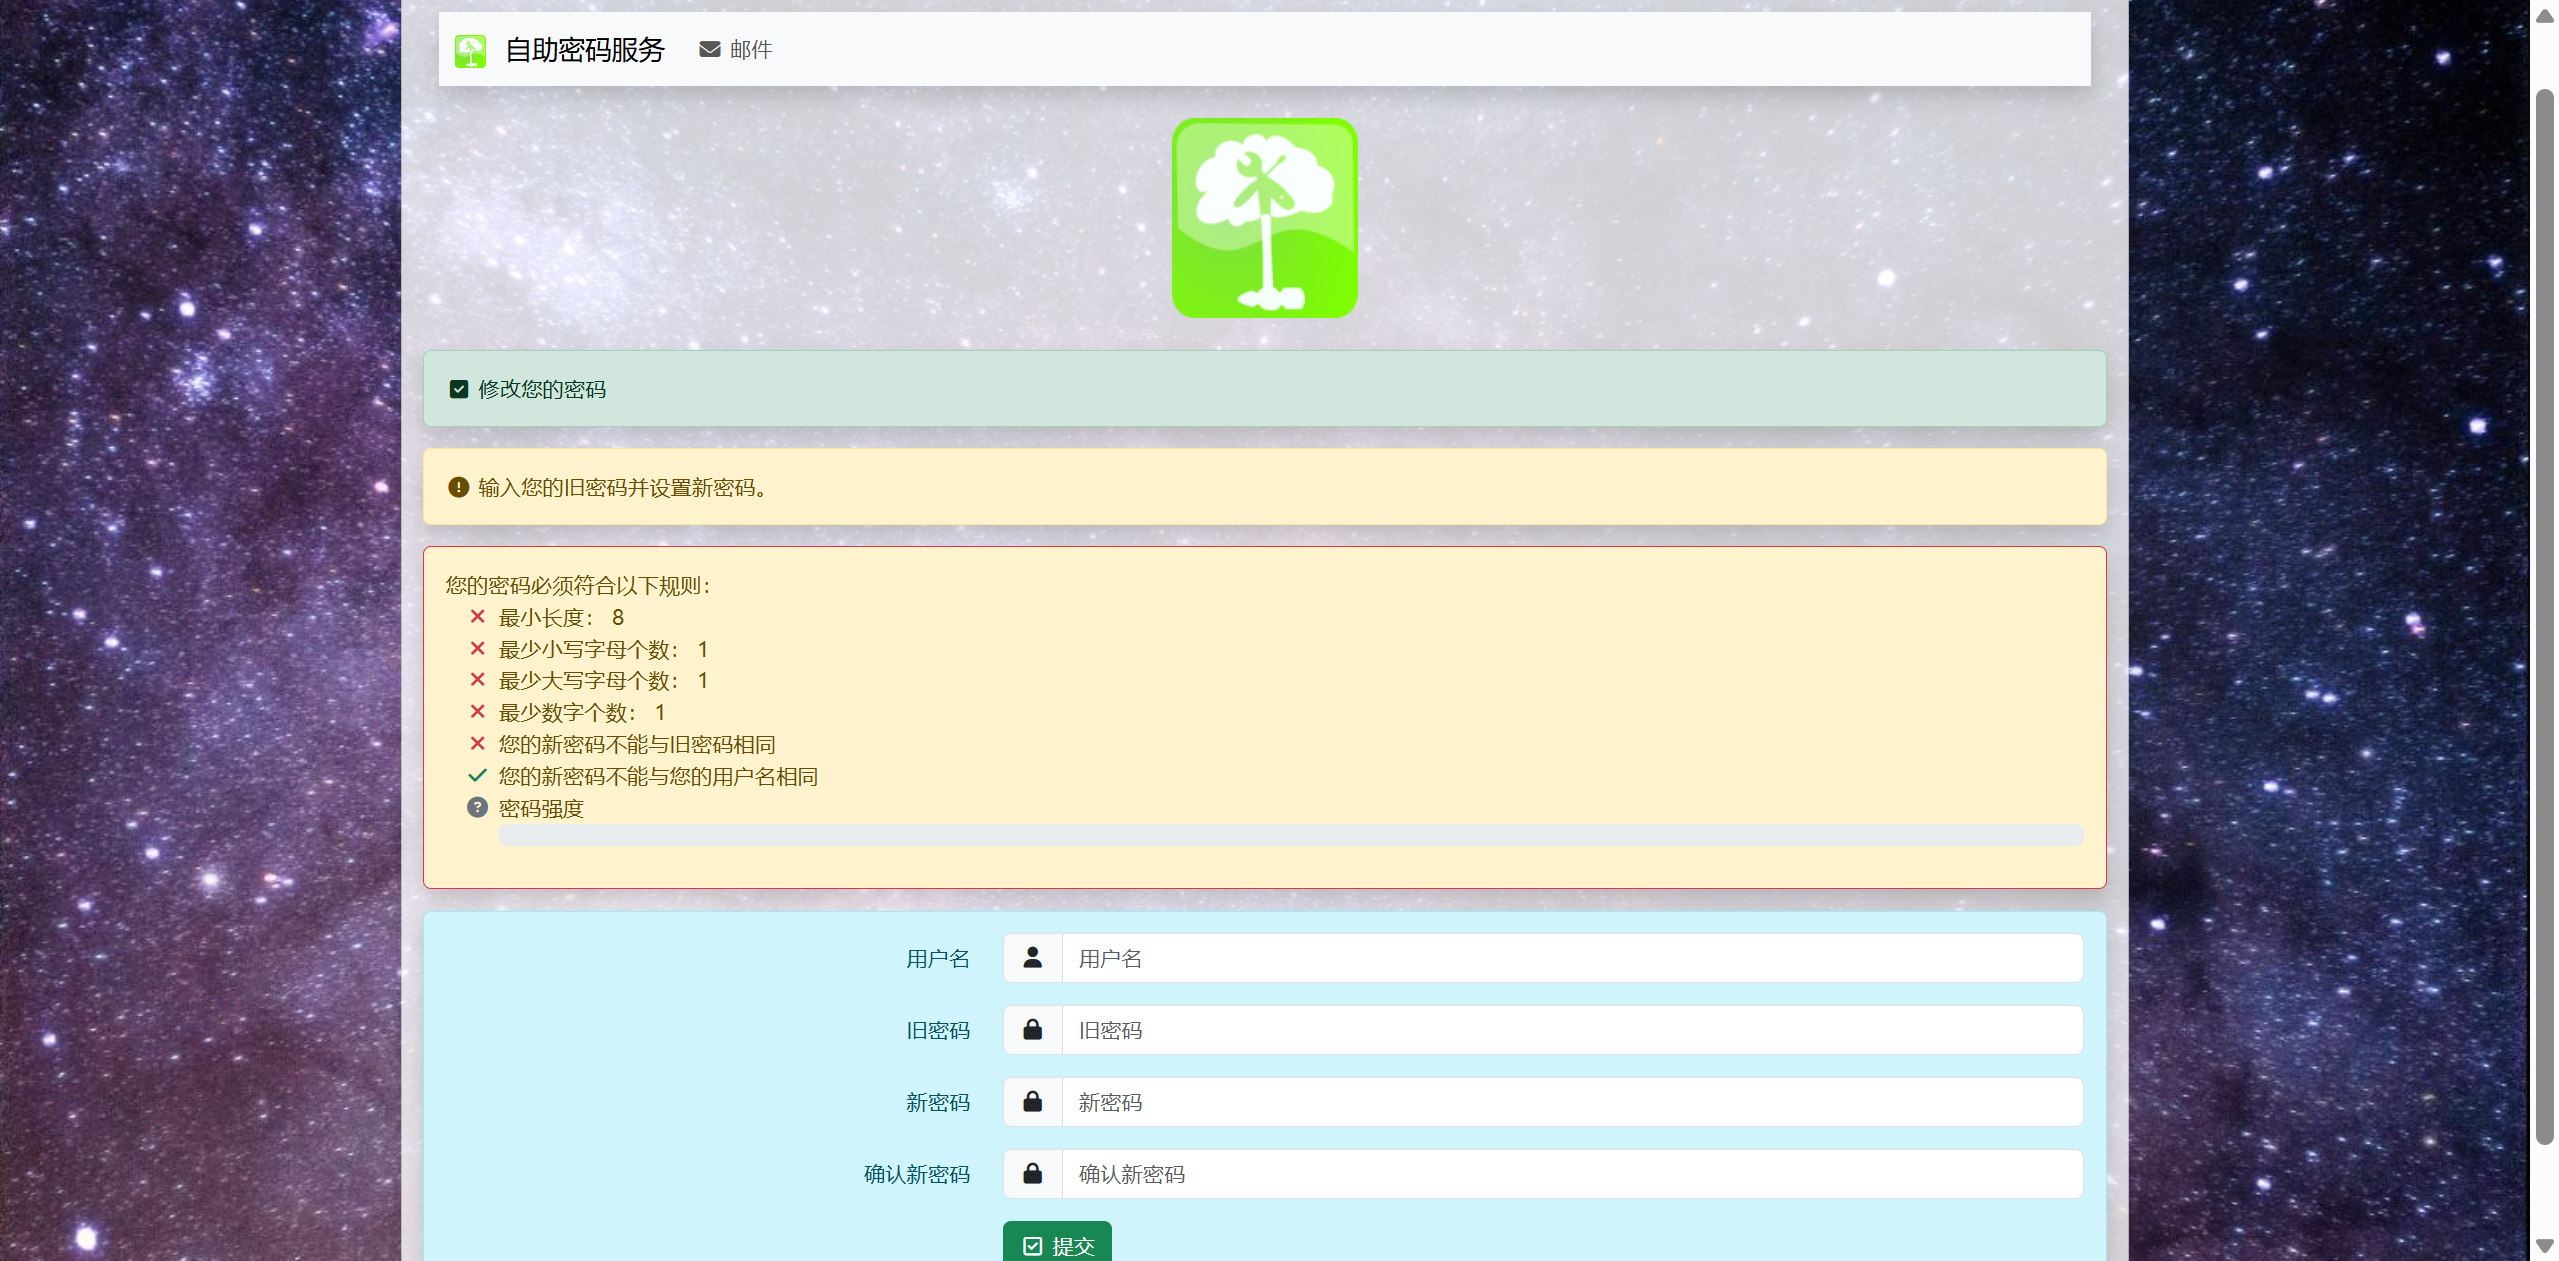 自助密码服务 邮件
修改您的密码
输入您的旧密码并设置新密码。
您的密码必须符合以下规则：
最小长度： 8
最少小写字母个数： 1
最少大写字母个数： 1
最少数字个数： 1
您的新密码不能与旧密码相同
您的新密码不能与您的用户名相同
密码强度
用户名 用户名
旧密码 旧密码
新密码 新密码
确认新密码 确认新密码
提交